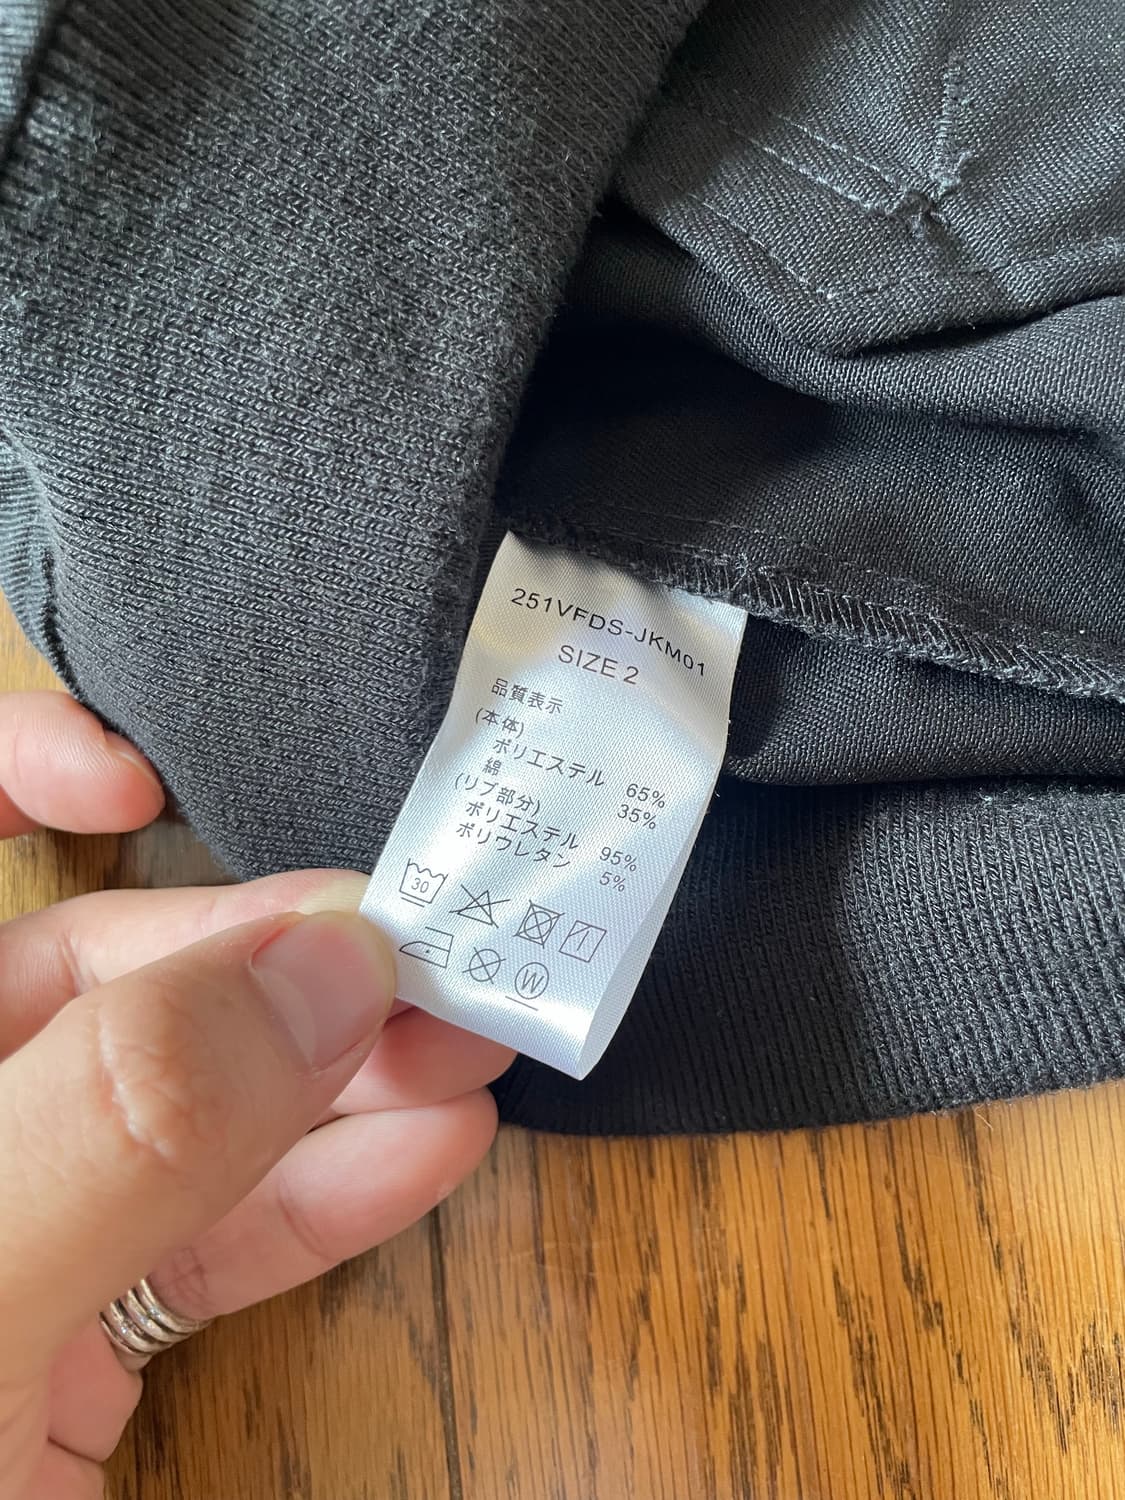 251VFDS-JKM01
SIZE 2
品質表示
(本体)
ポリエステル 65%
綿 35%
(リブ部分)
ポリエステル 95%
ポリウレタン 5%
30
W